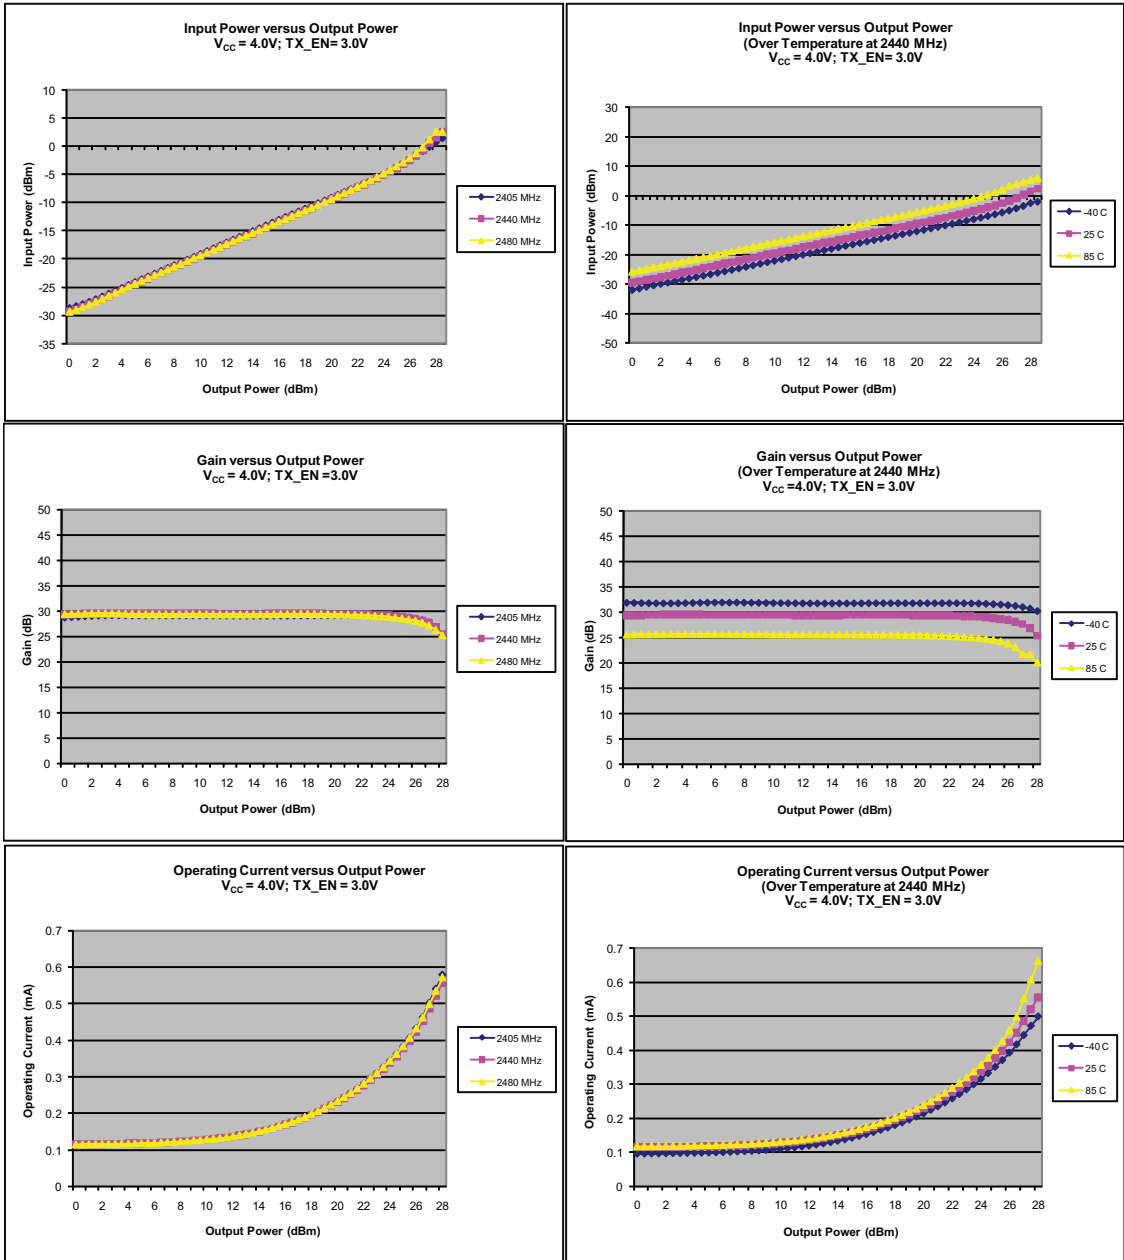 Input Power versus Output Power
VCC = 4.0V; TX_EN= 3.0V
10
5
0
-5
-10
-15
-20
-25
-30
-35
Input Power (dBm)
0 2 4 6 8 10 12 14 16 18 20 22 24 26 28
Output Power (dBm)
2405 MHz
2440 MHz
2480 MHz
Input Power versus Output Power
(Over Temperature at 2440 MHz)
VCC = 4.0V; TX_EN= 3.0V
30
20
10
0
-10
-20
-30
-40
-50
Input Power (dBm)
0 2 4 6 8 10 12 14 16 18 20 22 24 26 28
Output Power (dBm)
-40 C
25 C
85 C
Gain versus Output Power
VCC = 4.0V; TX_EN =3.0V
50
45
40
35
30
25
20
15
10
5
0
Gain (dB)
0 2 4 6 8 10 12 14 16 18 20 22 24 26 28
Output Power (dBm)
2405 MHz
2440 MHz
2480 MHz
Gain versus Output Power
(Over Temperature at 2440 MHz)
VCC =4.0V; TX_EN = 3.0V
50
45
40
35
30
25
20
15
10
5
0
Gain (dB)
0 2 4 6 8 10 12 14 16 18 20 22 24 26 28
Output Power (dBm)
-40 C
25 C
85 C
Operating Current versus Output Power
VCC = 4.0V; TX_EN = 3.0V
0.7
0.6
0.5
0.4
0.3
0.2
0.1
0
Operating Current (mA)
0 2 4 6 8 10 12 14 16 18 20 22 24 26 28
Output Power (dBm)
2405 MHz
2440 MHz
2480 MHz
Operating Current versus Output Power
(Over Temperature at 2440 MHz)
VCC = 4.0V; TX_EN = 3.0V
0.7
0.6
0.5
0.4
0.3
0.2
0.1
0
Operating Current (mA)
0 2 4 6 8 10 12 14 16 18 20 22 24 26 28
Output Power (dBm)
-40 C
25 C
85 C